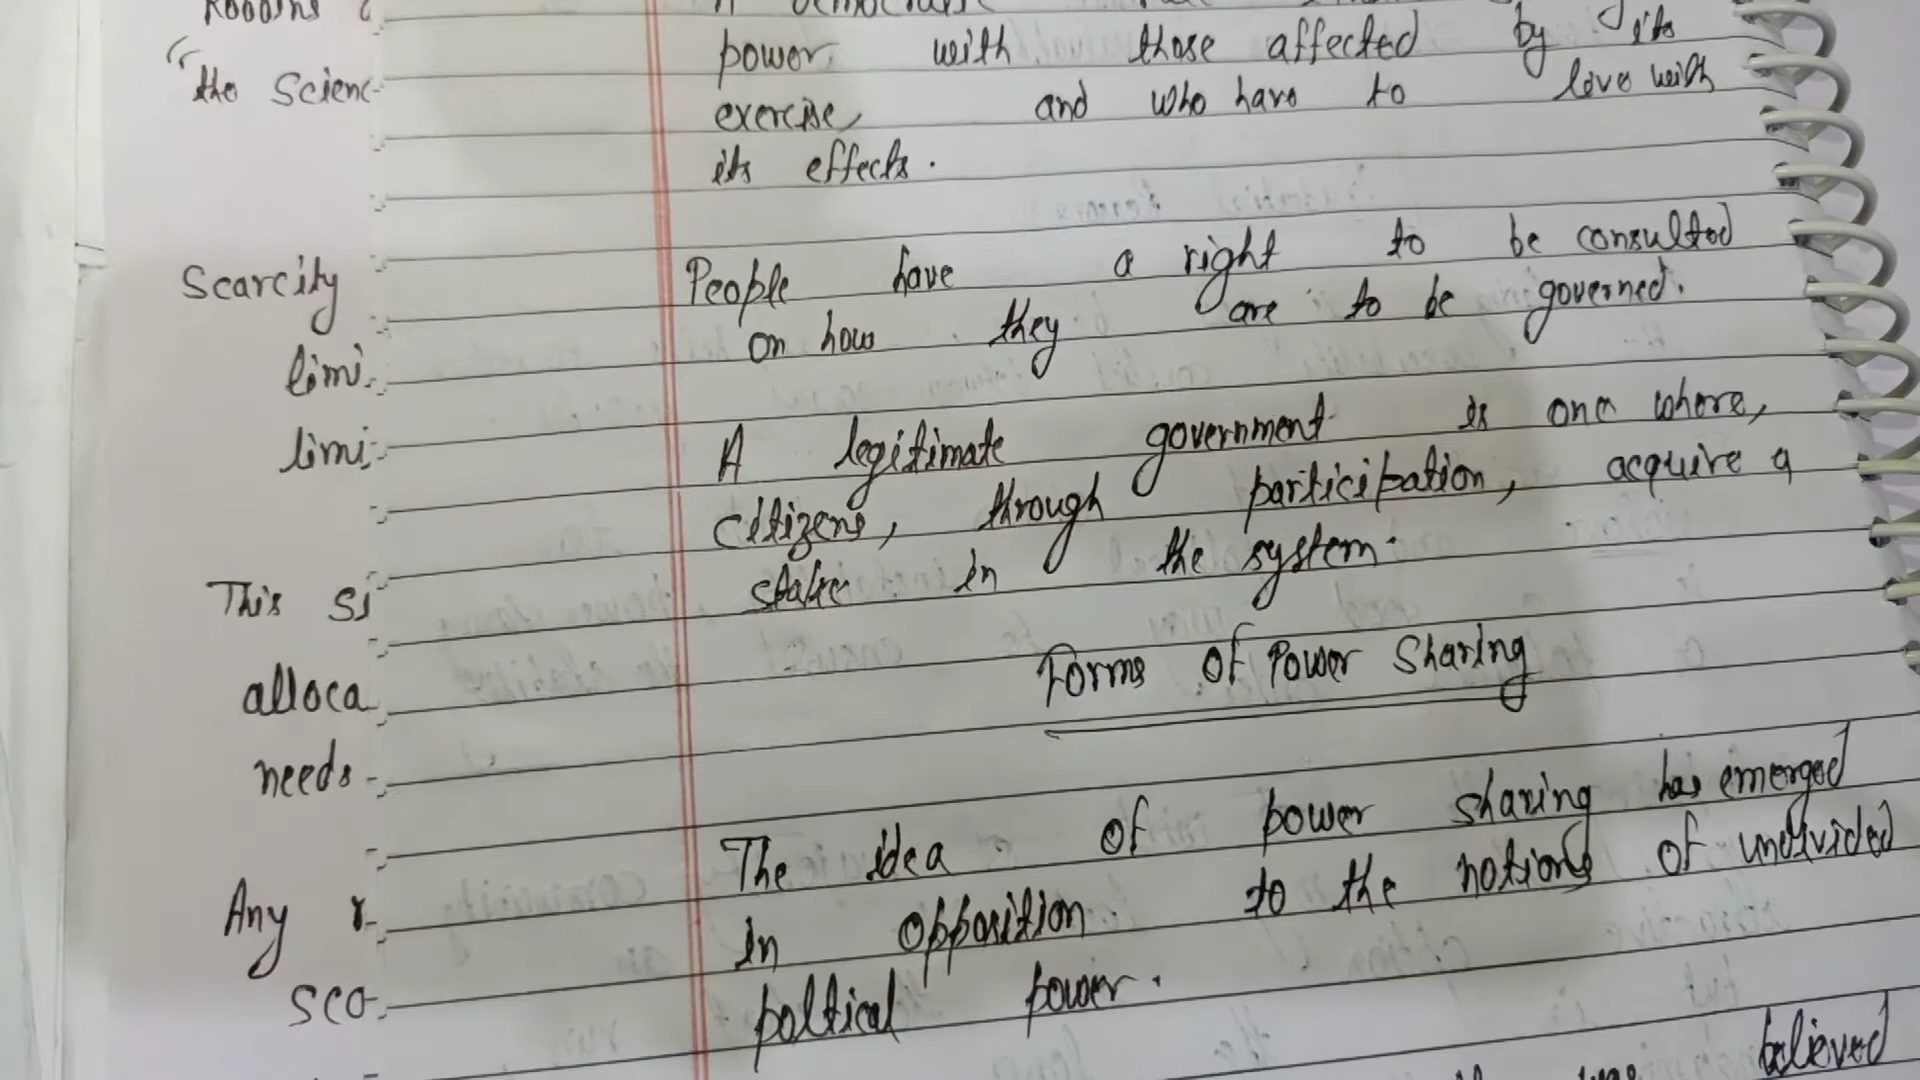 the Scienc
power with those affected by its
exercise, and who have to live with
its effects.
Scarcity
People have a right to be consulted
on how they are to be governed.
limi
limi
A legitimate government is one where,
citizens, through participation, acquire a
stake in the system.
This si
Forms of Power Sharing
alloca
needs
The idea of power sharing has emerged
in opposition to the notions of undivided
poltical power.
Any
sco
believed